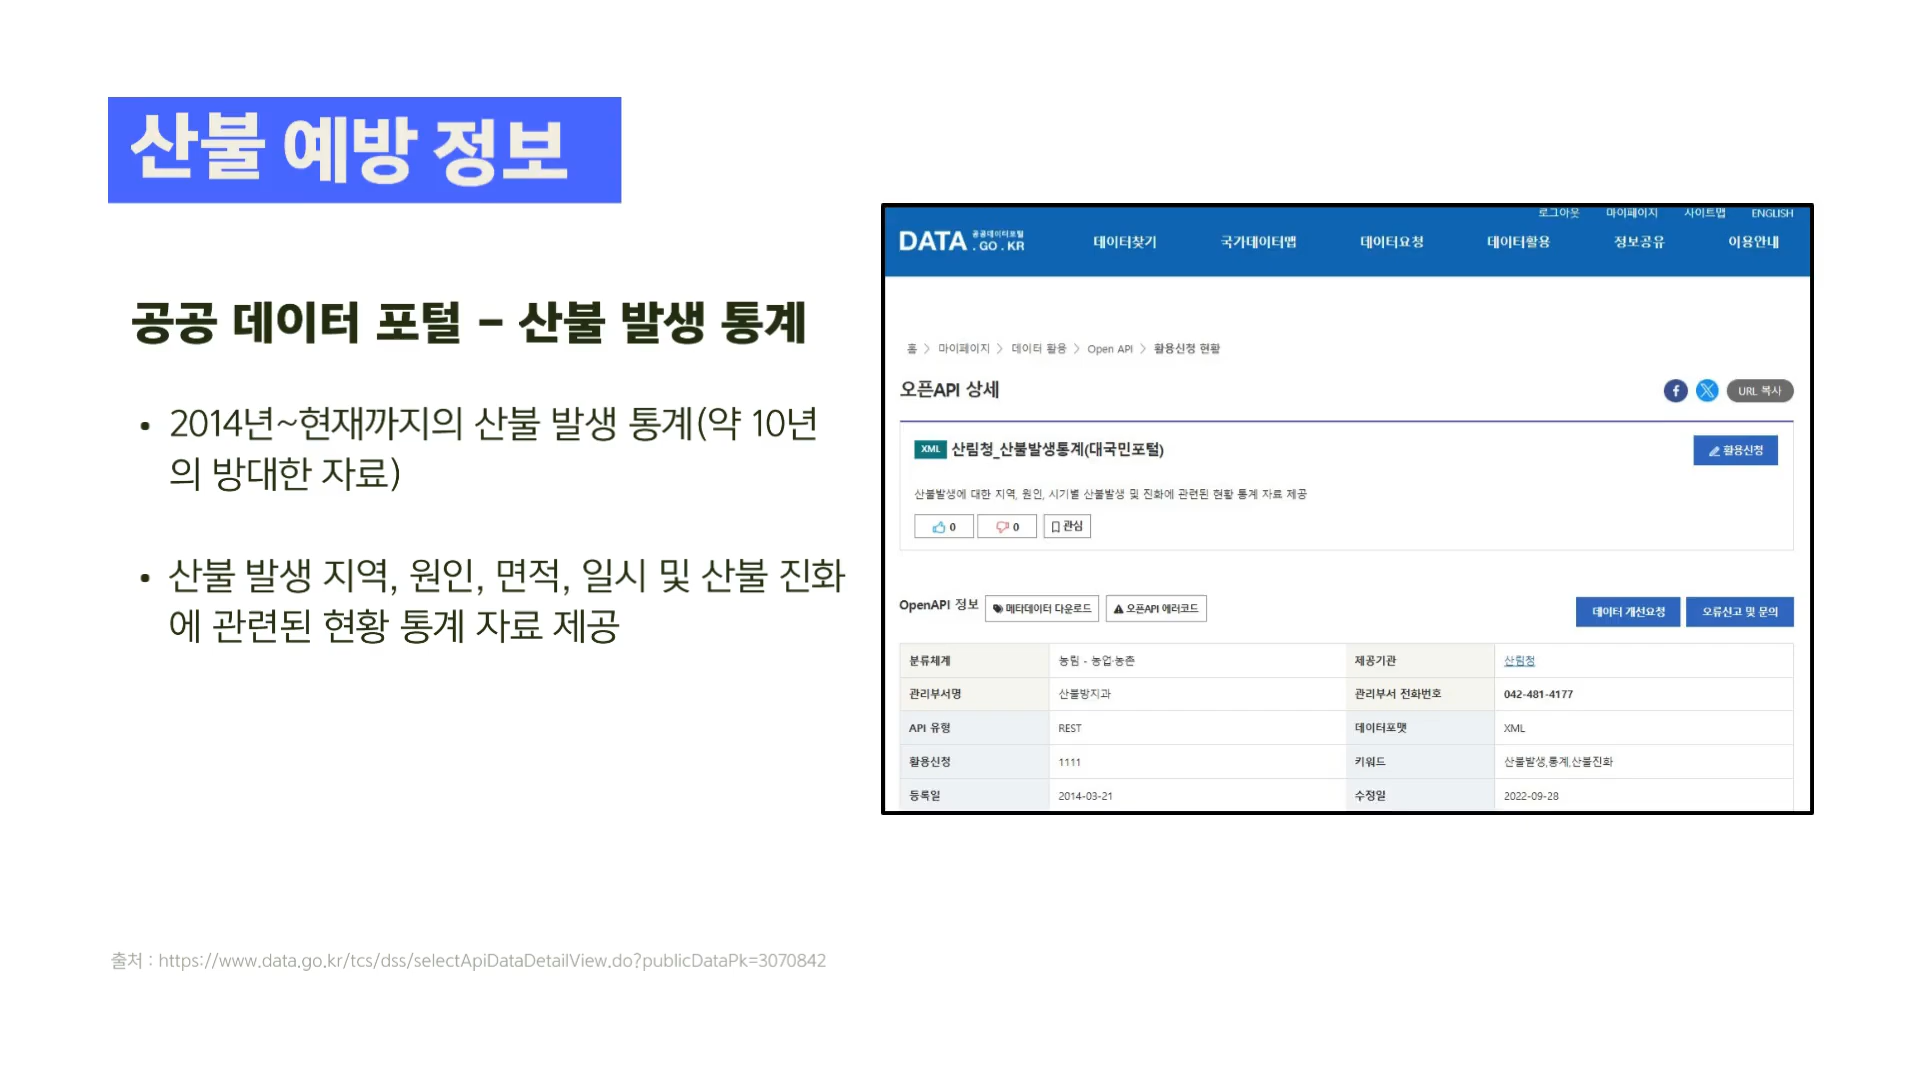 산불 예방 정보
공공 데이터 포털 - 산불 발생 통계
• 2014년~현재까지의 산불 발생 통계(약 10년
의 방대한 자료)
• 산불 발생 지역, 원인, 면적, 일시 및 산불 진화
에 관련된 현황 통계 자료 제공
로그아웃 마이페이지 사이트맵 ENGLISH
DATA 공공데이터포털 .GO.KR
데이터찾기 국가데이터맵 데이터요청 데이터활용 정보공유 이용안내
홈 > 마이페이지 > 데이터 활용 > Open API > 활용신청 현황
오픈API 상세
URL 복사
XML 산림청_산불발생통계(대국민포털)
활용신청
산불발생에 대한 지역, 원인, 시기별 산불발생 및 진화에 관련된 현황 통계 자료 제공
0 0 관심
OpenAPI 정보 메타데이터 다운로드 오픈API 에러코드
데이터 개선요청 오류신고 및 문의
분류체계 농림 - 농업·농촌 제공기관 산림청
관리부서명 산불방지과 관리부서 전화번호 042-481-4177
API 유형 REST 데이터포맷 XML
활용신청 1111 키워드 산불발생,통계,산불진화
등록일 2014-03-21 수정일 2022-09-28
출처 : https://www.data.go.kr/tcs/dss/selectApiDataDetailView.do?publicDataPk=3070842